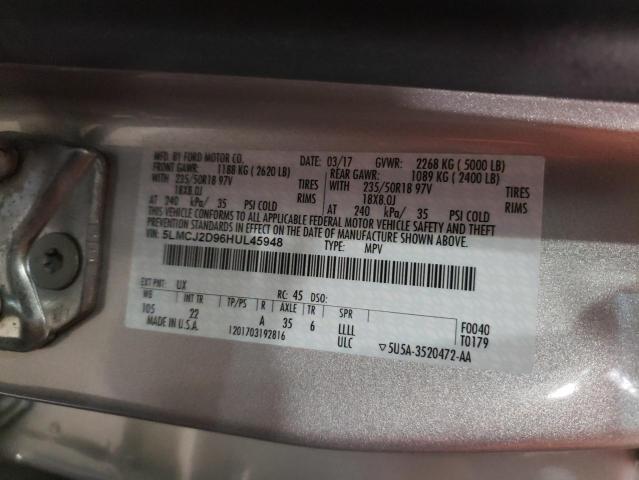 MFD. BY FORD MOTOR CO.
DATE: 03/17 GVWR: 2268 KG ( 5000 LB)
FRONT GAWR: 1188 KG ( 2620 LB) REAR GAWR: 1089 KG ( 2400 LB)
WITH 235/50R18 97V TIRES WITH 235/50R18 97V TIRES
18X8.0J RIMS 18X8.0J RIMS
AT 240 kPa/ 35 PSI COLD AT 240 kPa/ 35 PSI COLD
THIS VEHICLE CONFORMS TO ALL APPLICABLE FEDERAL MOTOR VEHICLE SAFETY AND THEFT
PREVENTION STANDARDS IN EFFECT ON THE DATE OF MANUFACTURE SHOWN ABOVE.
VIN: 5LMCJ2D96HUL45948 TYPE: MPV
EXT PNT: UX RC: 45 DSO:
WB INT TR TP/PS R AXLE TR SPR
105 22 A 35 6 LLLL F0040
MADE IN U.S.A. 1201703192816 ULC ▽5U5A-3520472-AA T0179